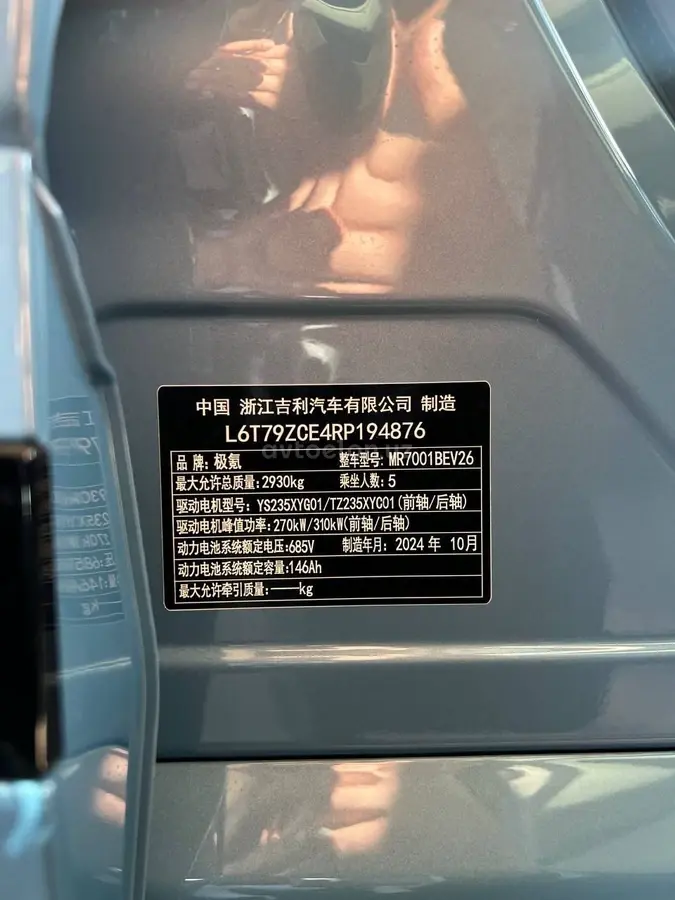 中国 浙江吉利汽车有限公司 制造
L6T79ZCE4RP194876
品 牌: 极氪 整车型号: MR7001BEV26
最大允许总质量: 2930kg 乘坐人数: 5
驱动电机型号: YS235XYG01/TZ235XYC01(前轴/后轴)
驱动电机峰值功率: 270kW/310kW(前轴/后轴)
动力电池系统额定电压: 685V 制造年月: 2024 年 10月
动力电池系统额定容量: 146Ah
最大允许牵引质量: ——kg
avtoelon.uz